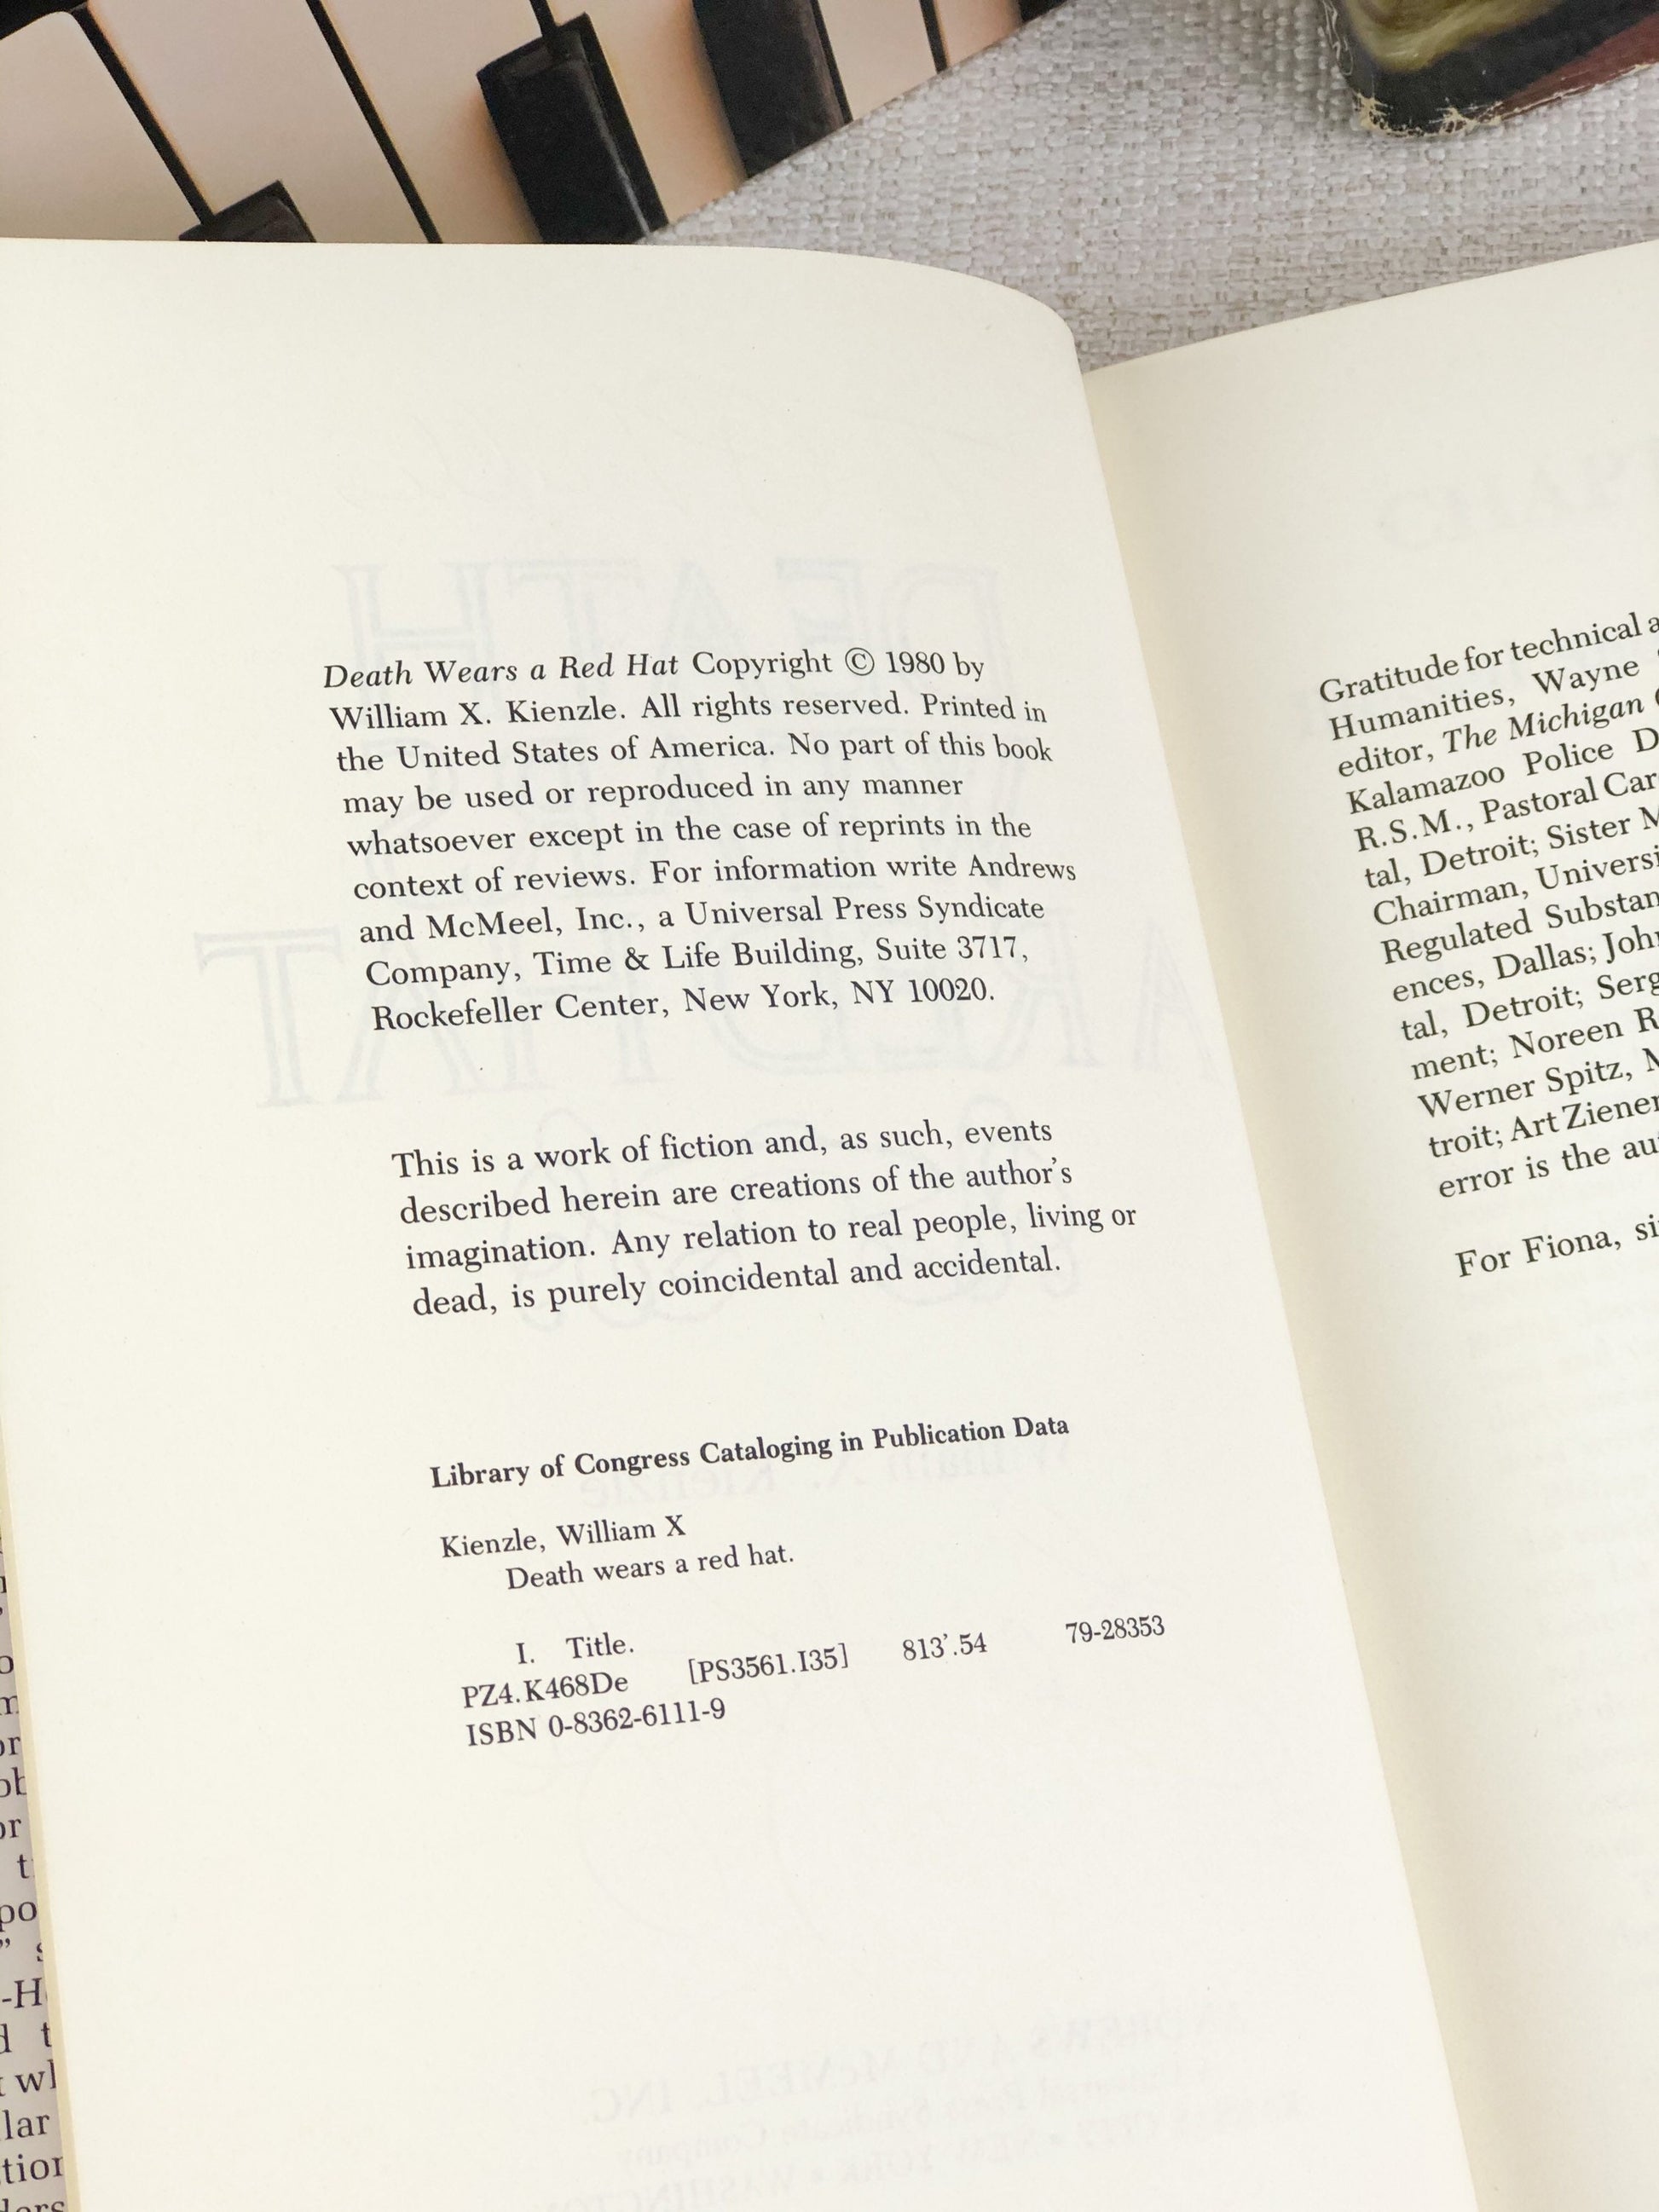 Death Wears a Red Hat Copyright © 1980 by
William X. Kienzle. All rights reserved. Printed in
the United States of America. No part of this book
may be used or reproduced in any manner
whatsoever except in the case of reprints in the
context of reviews. For information write Andrews
and McMeel, Inc., a Universal Press Syndicate
Company, Time & Life Building, Suite 3717,
Rockefeller Center, New York, NY 10020.
This is a work of fiction and, as such, events
described herein are creations of the author's
imagination. Any relation to real people, living or
dead, is purely coincidental and accidental.
Library of Congress Cataloging in Publication Data
Kienzle, William X
Death wears a red hat.
I. Title.
PZ4.K468De [PS3561.I35] 813'.54 79-28353
ISBN 0-8362-6111-9
Gratitude for technical
Humanities, Wayne
editor, The Michigan
Kalamazoo Police
R.S.M., Pastoral
tal, Detroit; Sister
Chairman,
Regulated
ences, Dallas;
tal, Detroit;
ment; Noreen
Werner Spitz,
troit; Art
error is the
For Fiona,